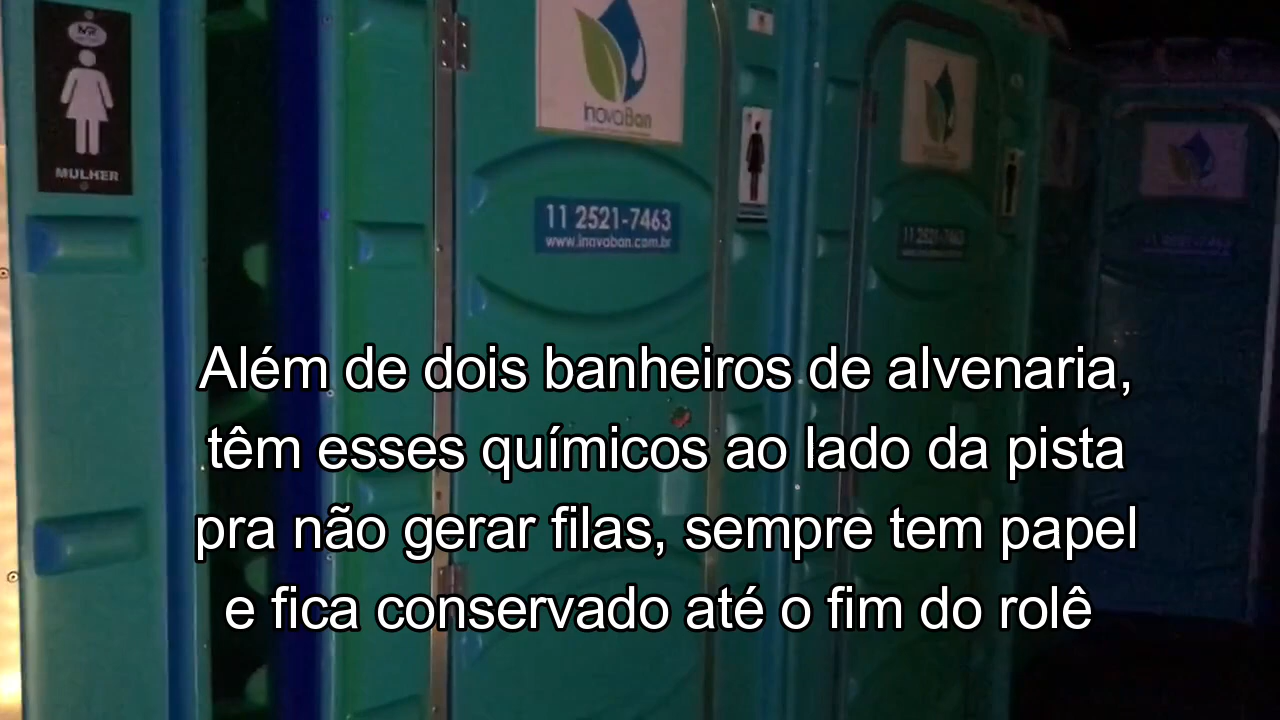 MR
MULHER
InovaBan
11 2521-7463
www.inovaban.com.br
11 2521-7463
Além de dois banheiros de alvenaria,
têm esses químicos ao lado da pista
pra não gerar filas, sempre tem papel
e fica conservado até o fim do rolê